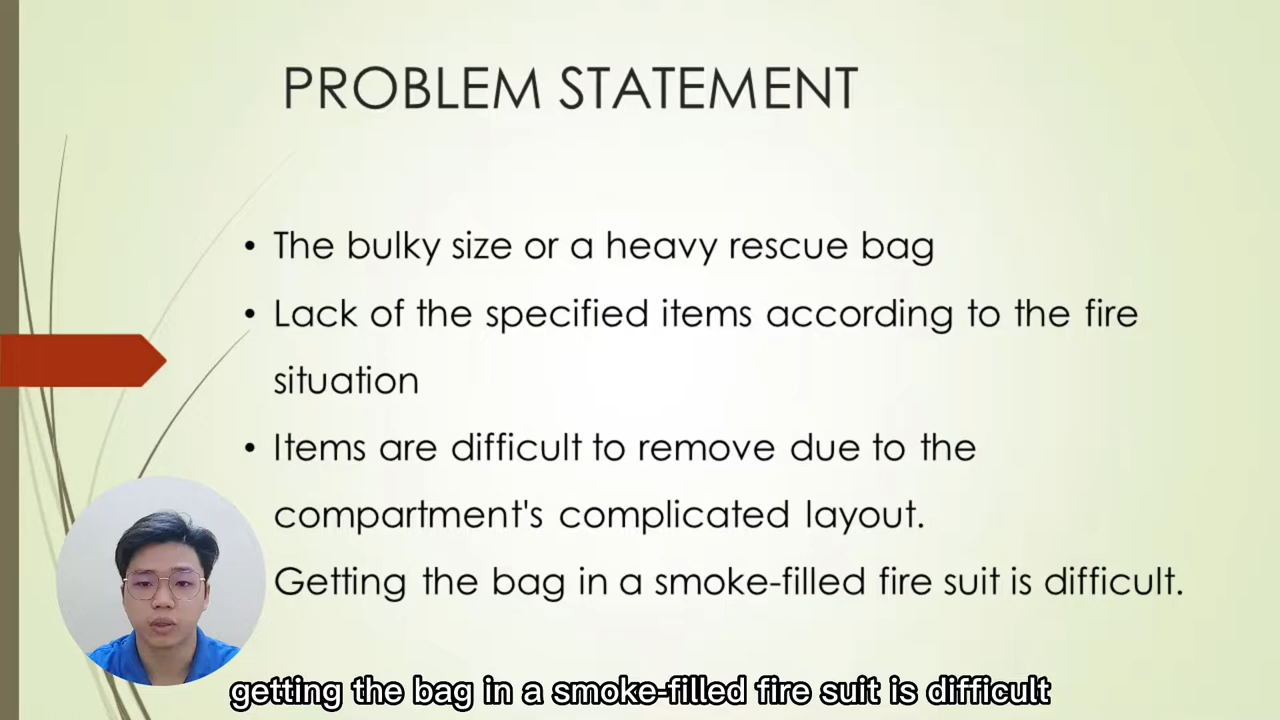 PROBLEM STATEMENT
• The bulky size or a heavy rescue bag
• Lack of the specified items according to the fire
situation
• Items are difficult to remove due to the
compartment's complicated layout.
Getting the bag in a smoke-filled fire suit is difficult.
getting the bag in a smoke-filled fire suit is difficult